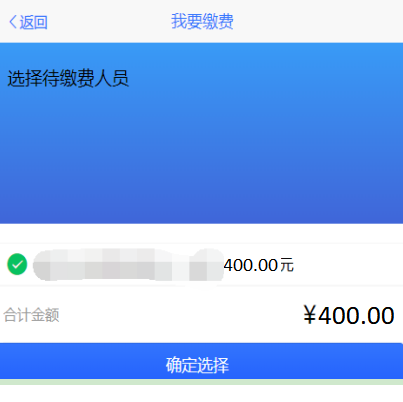 返回 我要缴费
选择待缴费人员
400.00元
合计金额 ¥400.00
确定选择